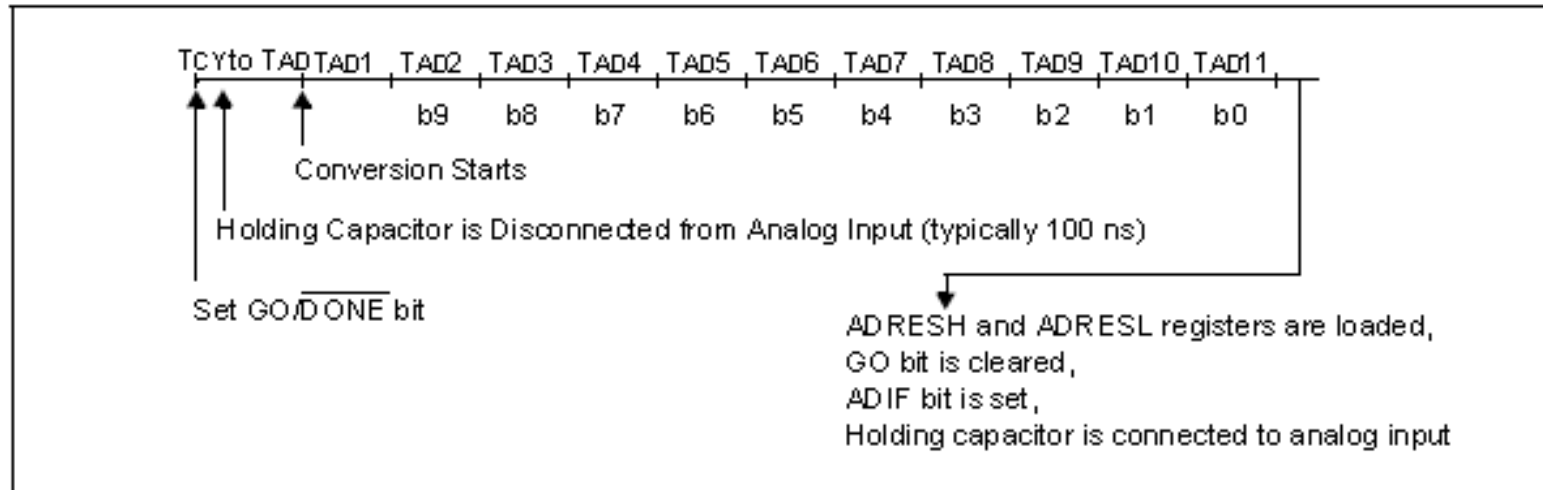 TCY to TAD TAD1 TAD2 TAD3 TAD4 TAD5 TAD6 TAD7 TAD8 TAD9 TAD10 TAD11
b9 b8 b7 b6 b5 b4 b3 b2 b1 b0
Conversion Starts
Holding Capacitor is Disconnected from Analog Input (typically 100 ns)
Set GO/DONE bit
ADRESH and ADRESL registers are loaded,
GO bit is cleared,
ADIF bit is set,
Holding capacitor is connected to analog input